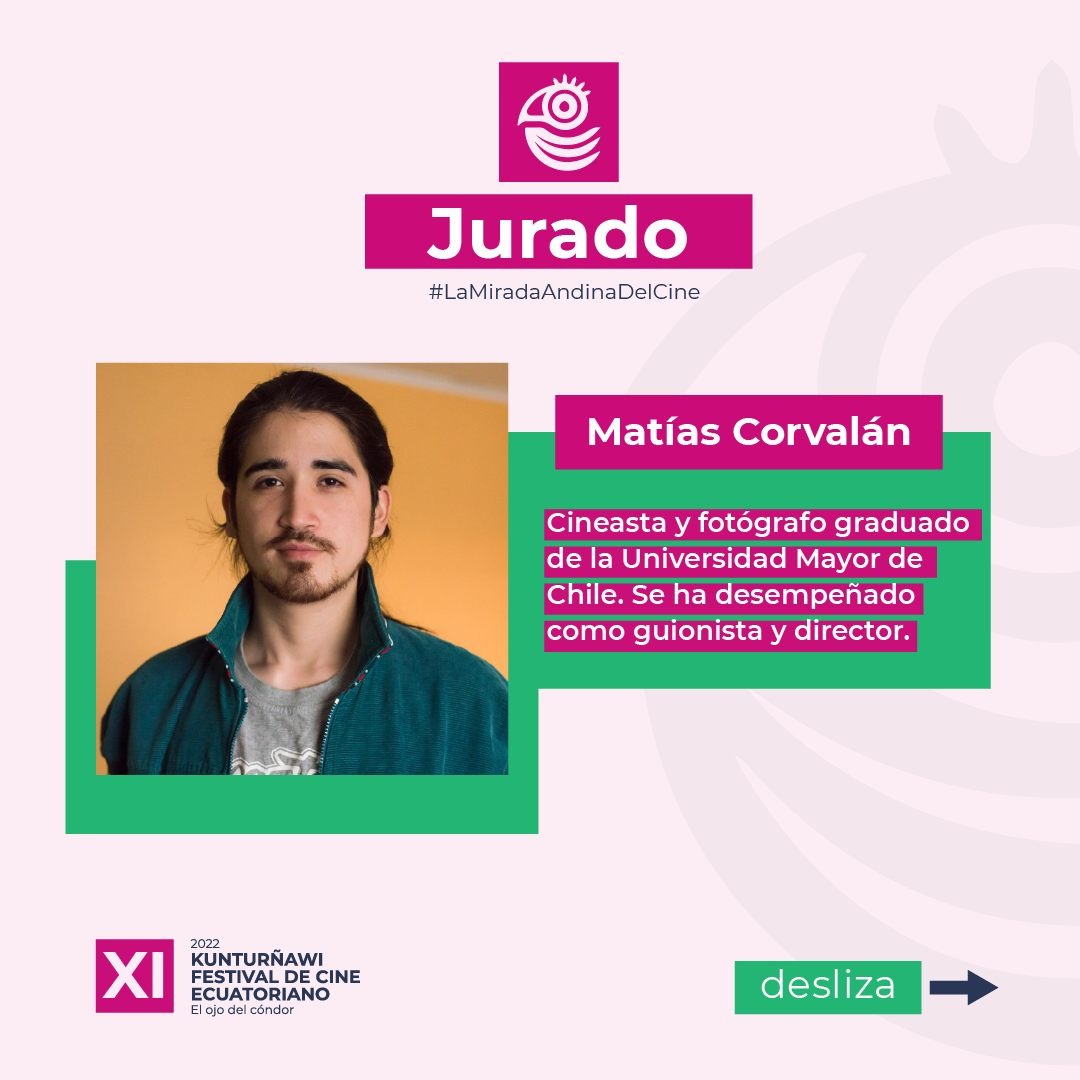 Jurado
#LaMiradaAndinaDelCine
Matías Corvalán
Cineasta y fotógrafo graduado
de la Universidad Mayor de
Chile. Se ha desempeñado
como guionista y director.
XI
2022
KUNTURÑAWI
FESTIVAL DE CINE
ECUATORIANO
El ojo del cóndor
desliza